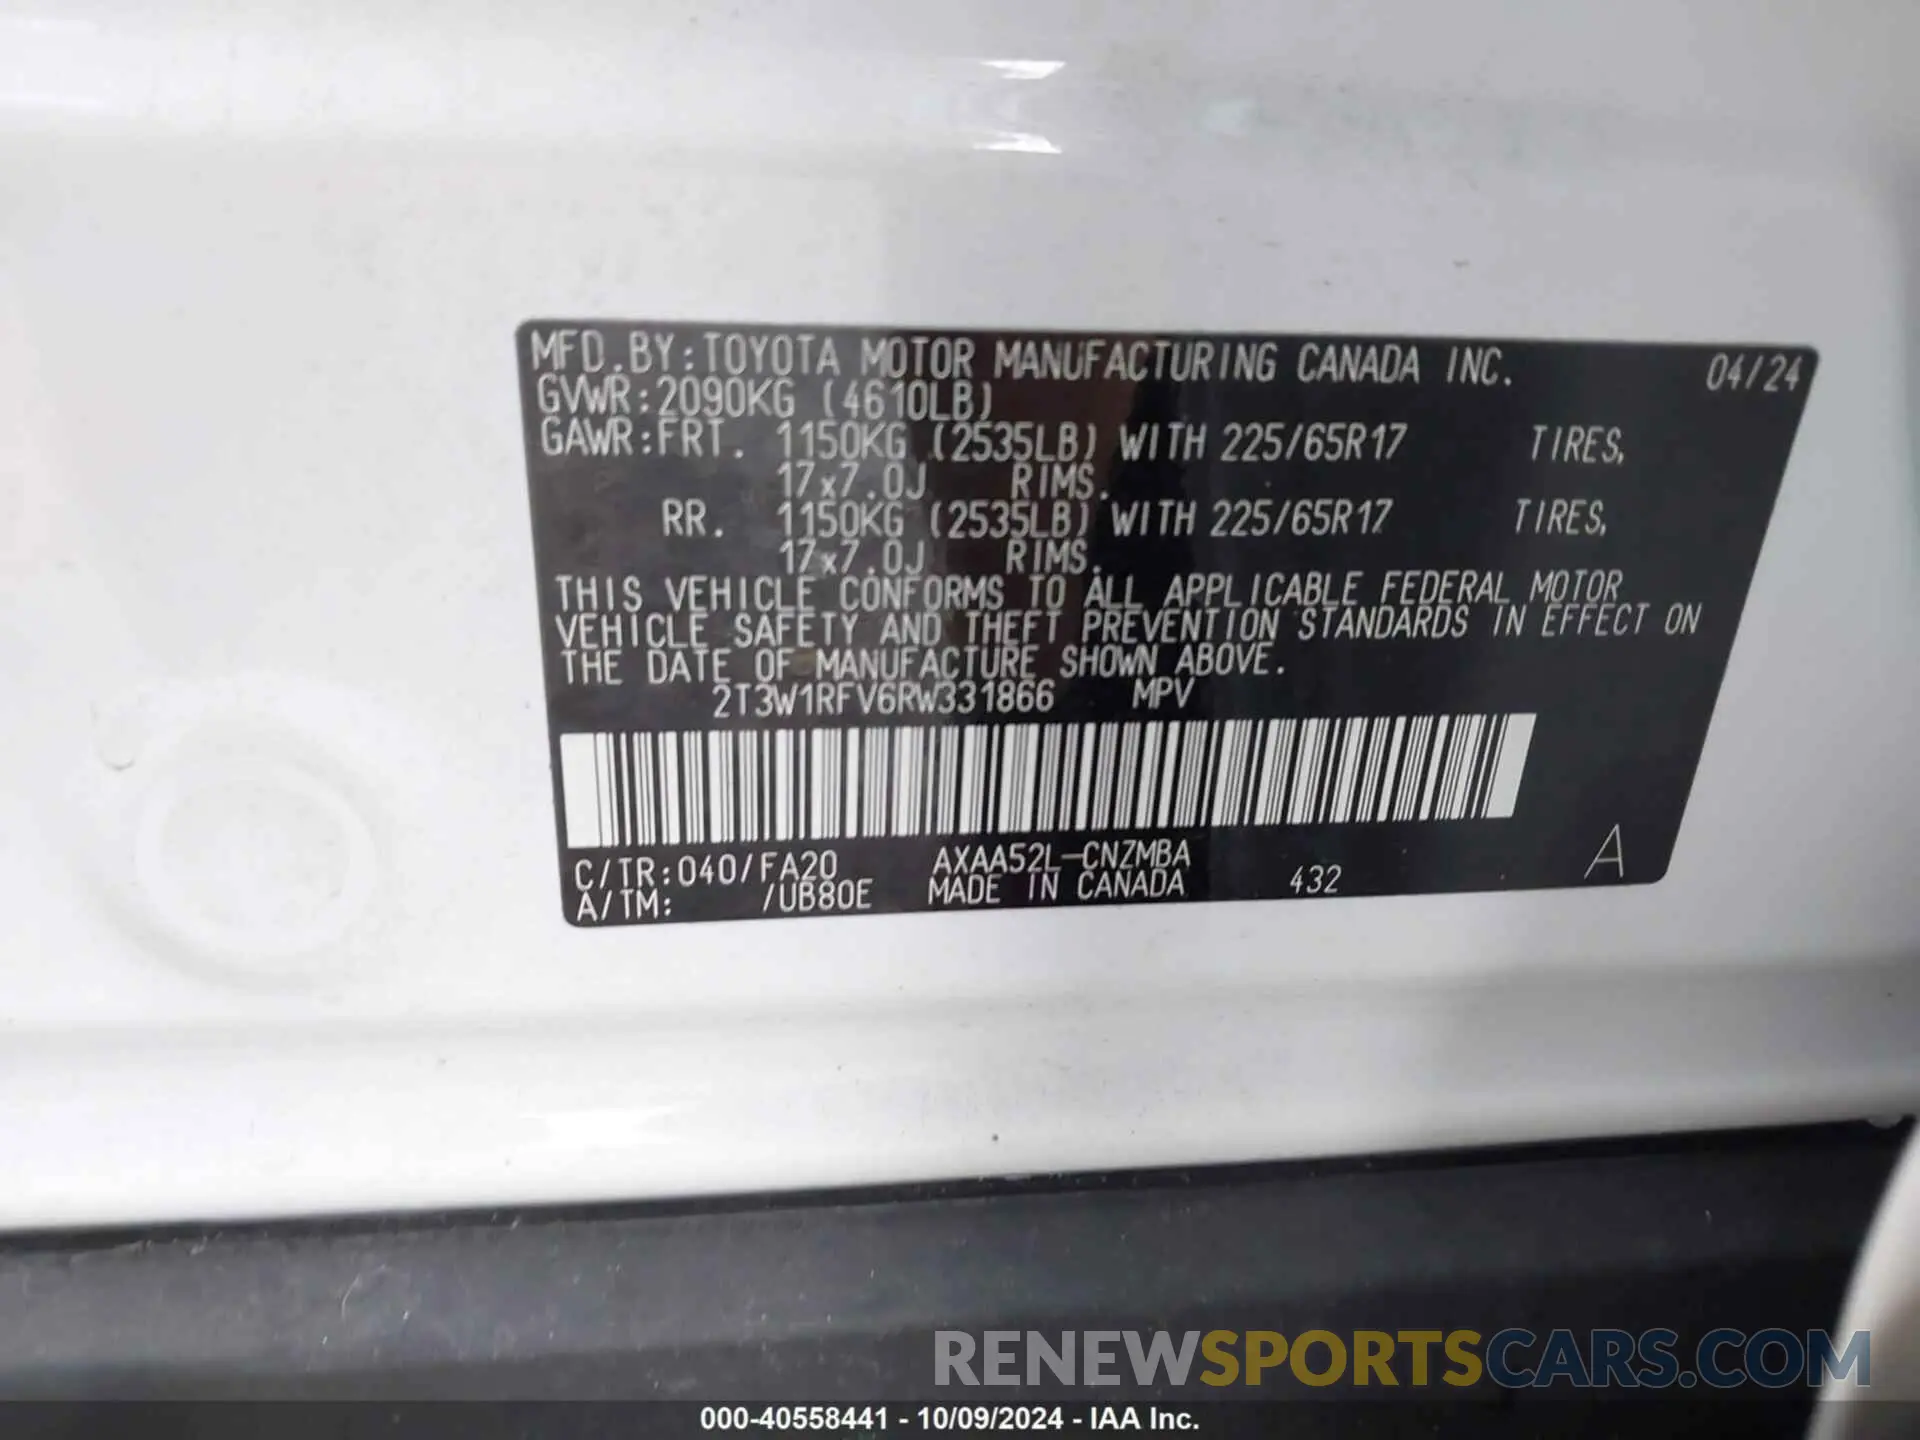 MFD.BY:TOYOTA MOTOR MANUFACTURING CANADA INC. 04/24
GVWR:2090KG (4610LB)
GAWR:FRT. 1150KG (2535LB) WITH 225/65R17 TIRES,
17x7.0J RIMS.
RR. 1150KG (2535LB) WITH 225/65R17 TIRES,
17x7.0J RIMS.
THIS VEHICLE CONFORMS TO ALL APPLICABLE FEDERAL MOTOR
VEHICLE SAFETY AND THEFT PREVENTION STANDARDS IN EFFECT ON
THE DATE OF MANUFACTURE SHOWN ABOVE.
2T3W1RFV6RW331866 MPV
C/TR:040/FA20 AXAA52L-CNZMBA
A/TM: /UB80E MADE IN CANADA 432 A
RENEWSPORTSCARS.COM
000-40558441 - 10/09/2024 - IAA Inc.